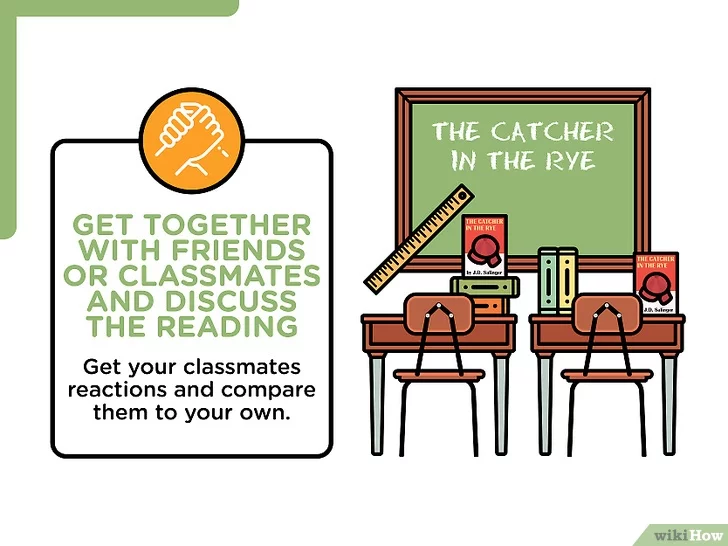 GET TOGETHER
WITH FRIENDS
OR CLASSMATES
AND DISCUSS
THE READING
Get your classmates
reactions and compare
them to your own.
THE CATCHER
IN THE RYE
THE CATCHER
IN THE RYE
by J.D. Salinger
THE CATCHER
IN THE RYE
J.D. Salinger
wikiHow